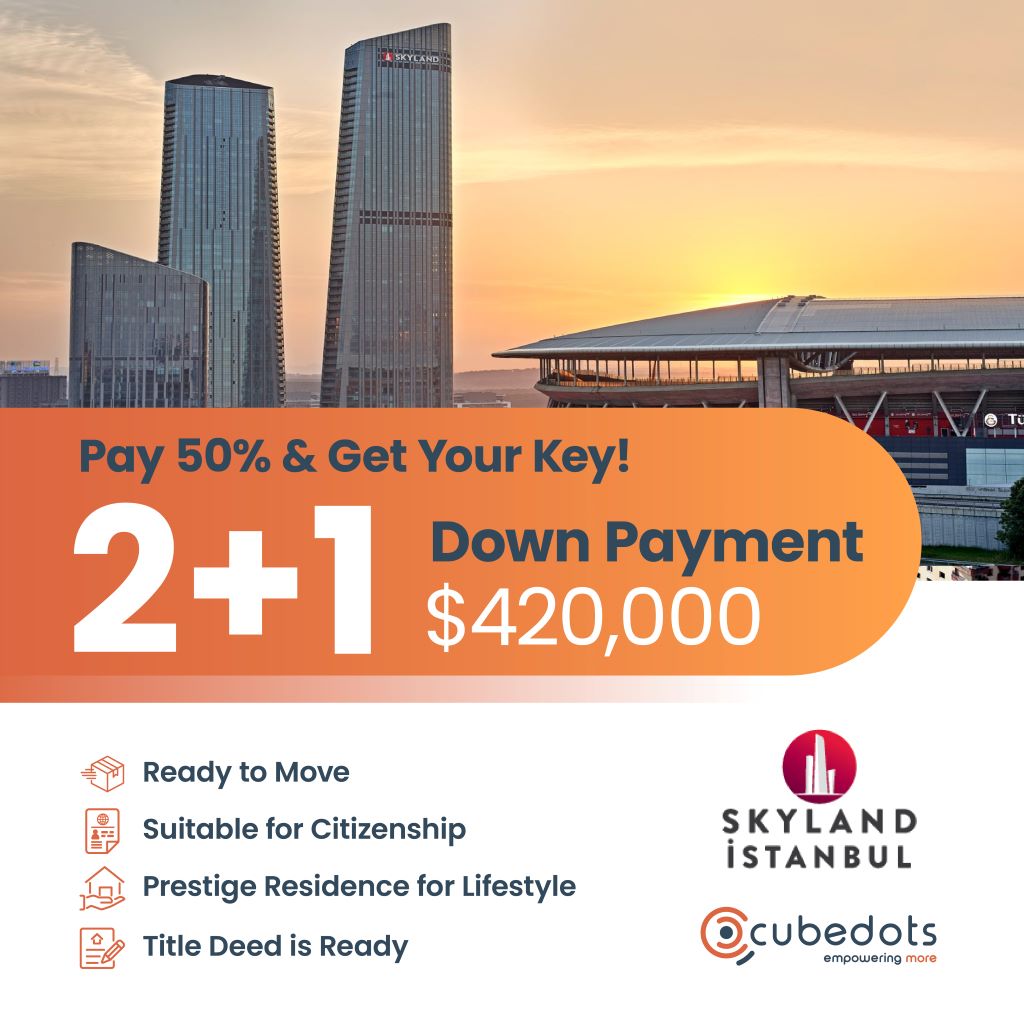 SKYLAND
Tü
Pay 50% & Get Your Key!
2+1
Down Payment
$420,000
Ready to Move
Suitable for Citizenship
Prestige Residence for Lifestyle
Title Deed is Ready
SKYLAND
İSTANBUL
cubedots
empowering more